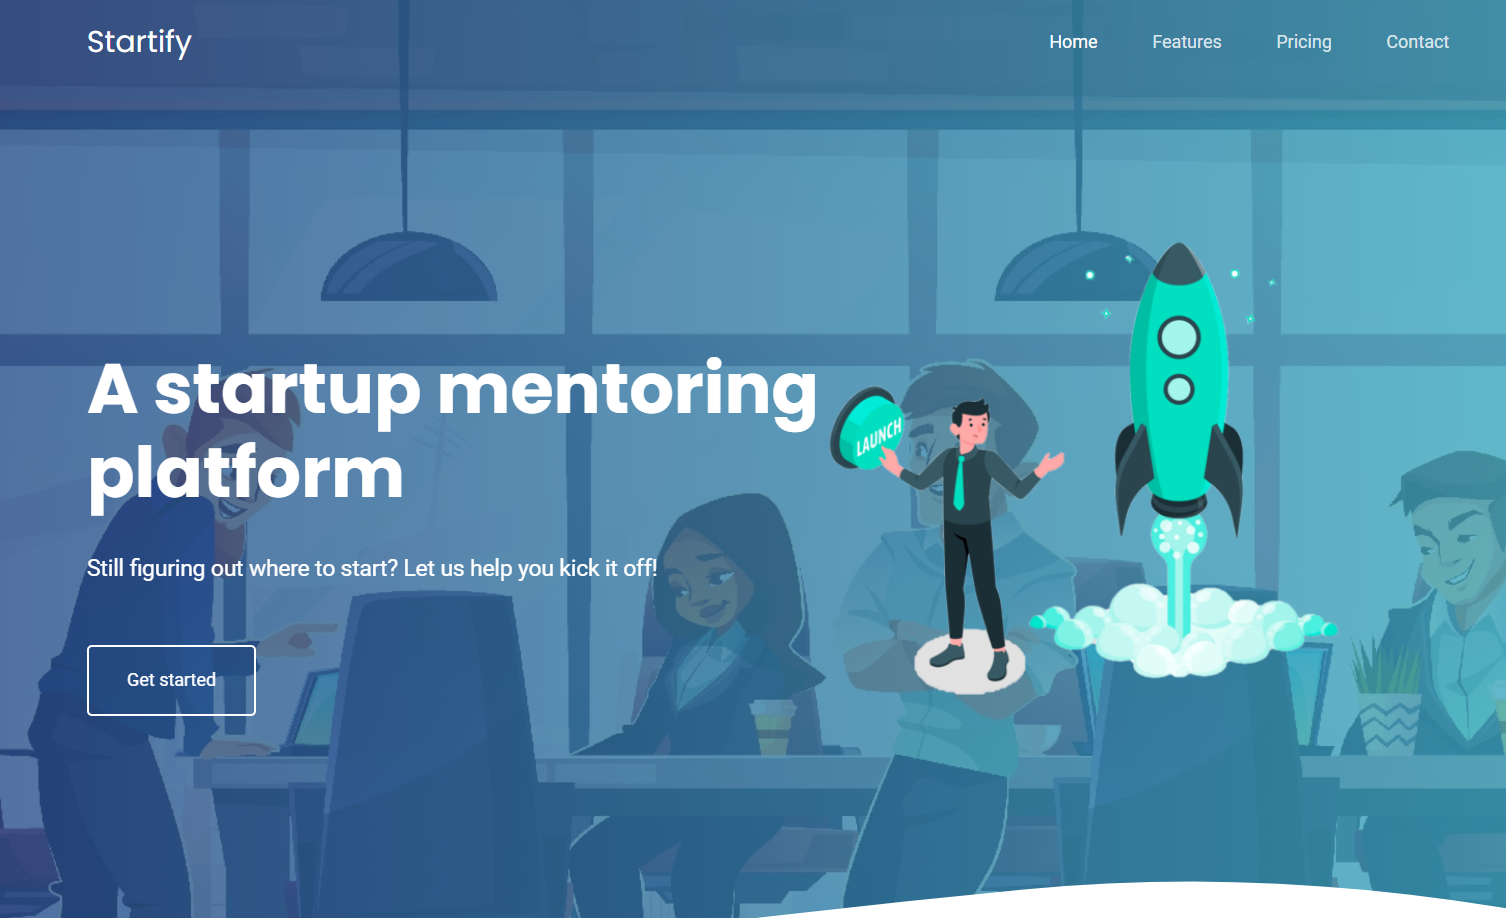 Startify
Home Features Pricing Contact
A startup mentoring
platform
LAUNCH
Still figuring out where to start? Let us help you kick it off!
Get started